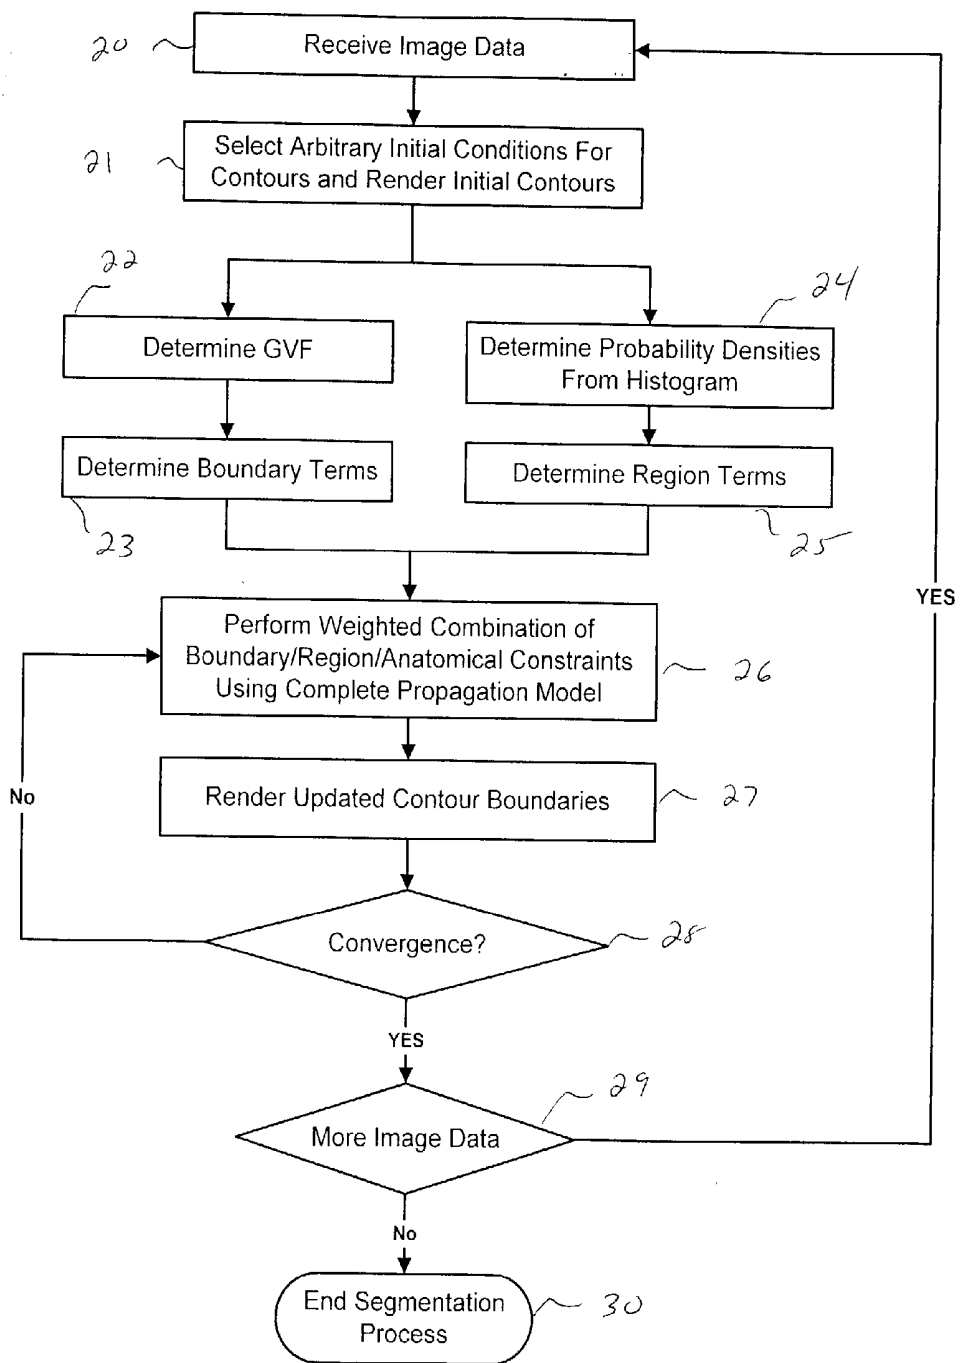 20
Receive Image Data
21
Select Arbitrary Initial Conditions For
Contours and Render Initial Contours
22
24
Determine GVF
Determine Probability Densities
From Histogram
Determine Boundary Terms
Determine Region Terms
23
25
YES
Perform Weighted Combination of
Boundary/Region/Anatomical Constraints
Using Complete Propagation Model
26
No
Render Updated Contour Boundaries
27
Convergence?
28
YES
29
More Image Data
No
End Segmentation
Process
30